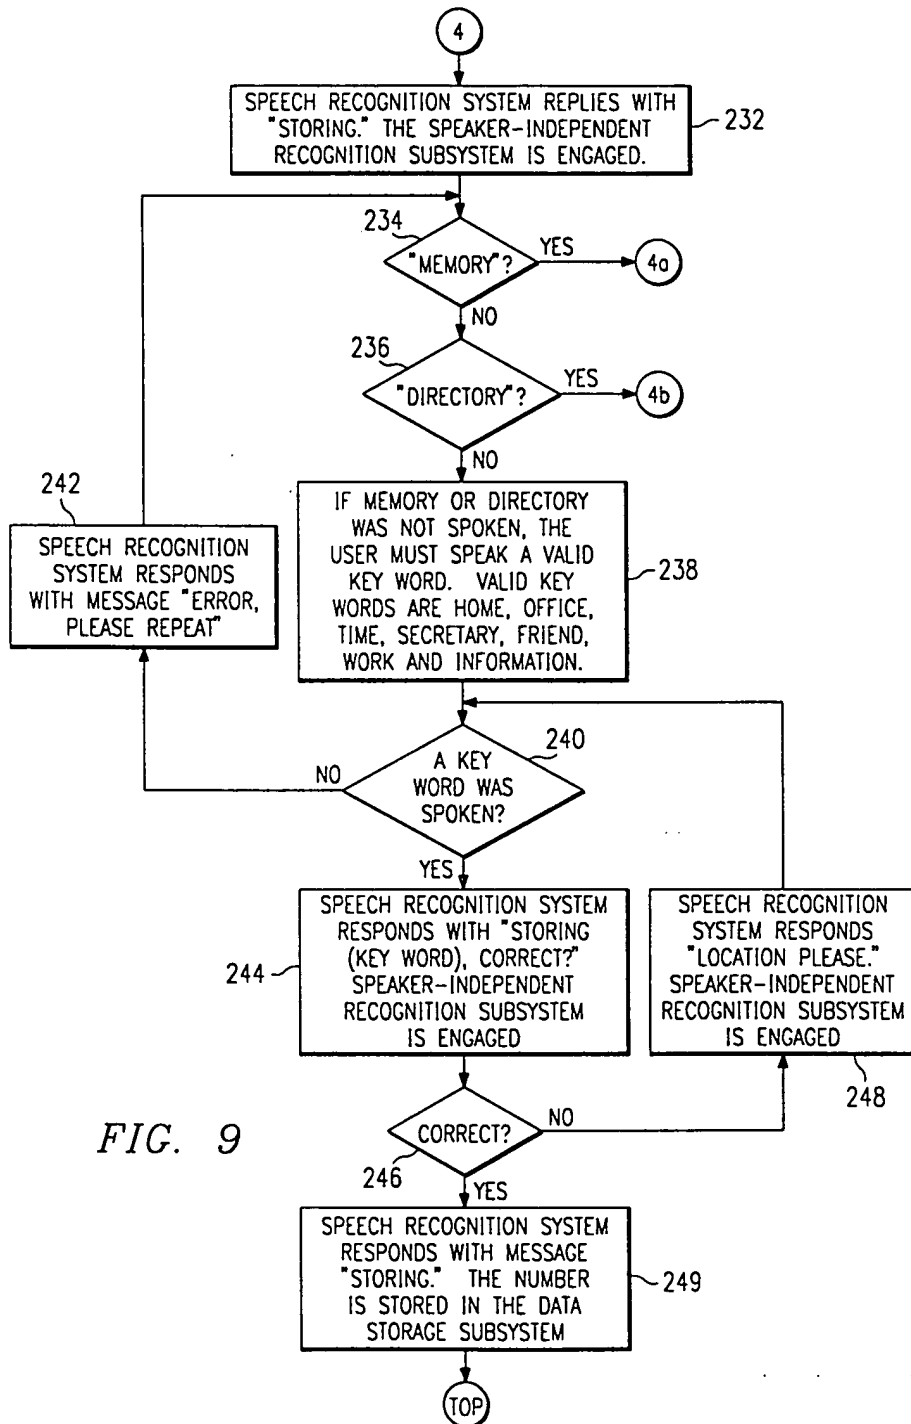 4
SPEECH RECOGNITION SYSTEM REPLIES WITH
"STORING." THE SPEAKER-INDEPENDENT
RECOGNITION SUBSYSTEM IS ENGAGED.
232
234
"MEMORY"?
YES
4a
NO
236
"DIRECTORY"?
YES
4b
NO
242
SPEECH RECOGNITION
SYSTEM RESPONDS
WITH MESSAGE "ERROR,
PLEASE REPEAT"
IF MEMORY OR DIRECTORY
WAS NOT SPOKEN, THE
USER MUST SPEAK A VALID
KEY WORD. VALID KEY
WORDS ARE HOME, OFFICE,
TIME, SECRETARY, FRIEND,
WORK AND INFORMATION.
238
240
A KEY
WORD WAS
SPOKEN?
NO
YES
SPEECH RECOGNITION SYSTEM
RESPONDS WITH "STORING
(KEY WORD), CORRECT?"
SPEAKER-INDEPENDENT
RECOGNITION SUBSYSTEM
IS ENGAGED
244
SPEECH RECOGNITION
SYSTEM RESPONDS
"LOCATION PLEASE."
SPEAKER-INDEPENDENT
RECOGNITION SUBSYSTEM
IS ENGAGED
248
CORRECT?
NO
246
YES
FIG. 9
SPEECH RECOGNITION SYSTEM
RESPONDS WITH MESSAGE
"STORING." THE NUMBER
IS STORED IN THE DATA
STORAGE SUBSYSTEM
249
TOP